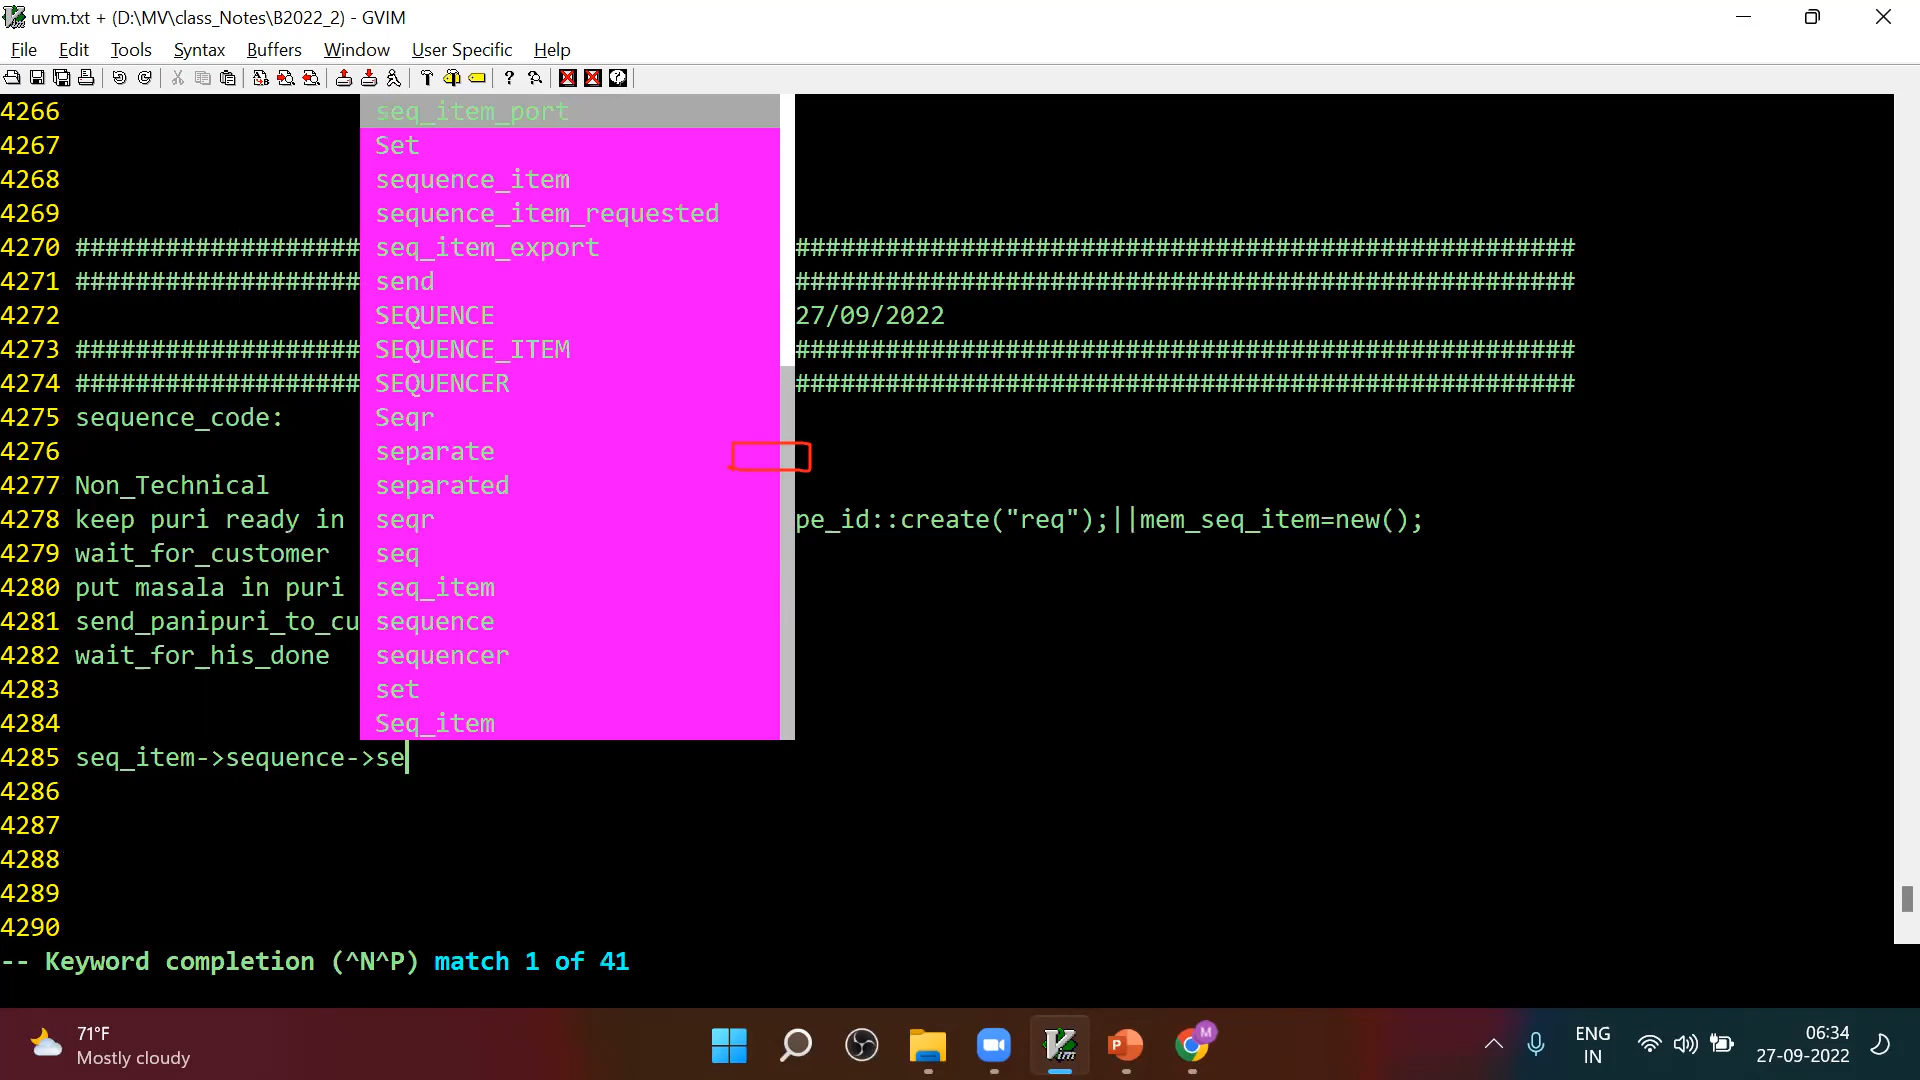 uvm.txt + (D:\MV\class_Notes\B2022_2) - GVIM
File Edit Tools Syntax Buffers Window User Specific Help
4266 seq_item_port
4267 Set
4268 sequence_item
4269 sequence_item_requested
4270 ################### seq_item_export ####################################################
4271 ################### send ####################################################
4272 SEQUENCE 27/09/2022
4273 ################### SEQUENCE_ITEM ####################################################
4274 ################### SEQUENCER ####################################################
4275 sequence_code: Seqr
4276 separate
4277 Non_Technical separated
4278 keep puri ready in seqr pe_id::create("req");||mem_seq_item=new();
4279 wait_for_customer seq
4280 put masala in puri seq_item
4281 send_panipuri_to_cu sequence
4282 wait_for_his_done sequencer
4283 set
4284 Seq_item
4285 seq_item->sequence->se
4286
4287
4288
4289
4290
-- Keyword completion (^N^P) match 1 of 41
71°F
Mostly cloudy
ENG
IN
06:34
27-09-2022